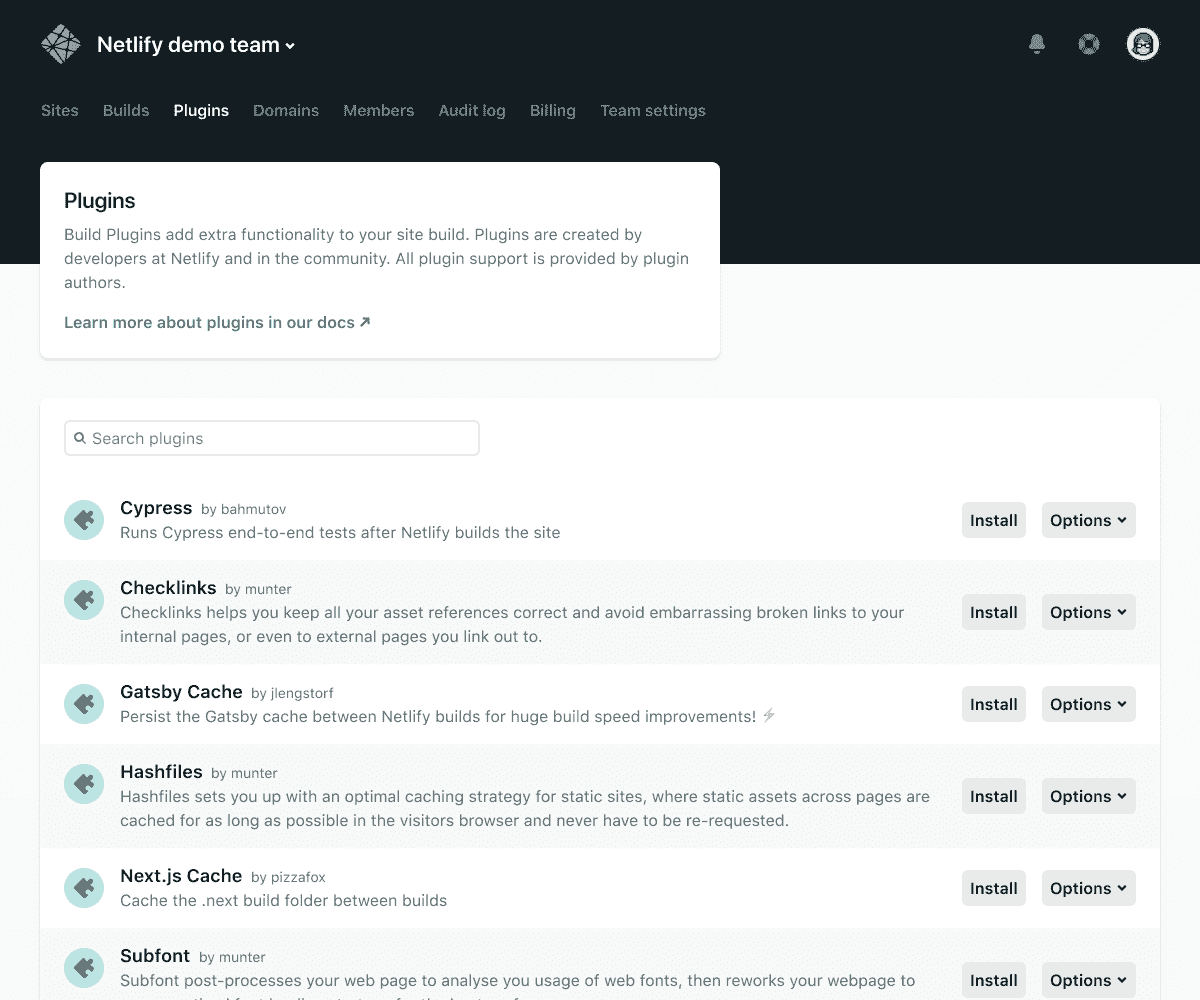 Netlify demo team
Sites Builds Plugins Domains Members Audit log Billing Team settings
Plugins
Build Plugins add extra functionality to your site build. Plugins are created by
developers at Netlify and in the community. All plugin support is provided by plugin
authors.
Learn more about plugins in our docs
Search plugins
Cypress by bahmutov
Runs Cypress end-to-end tests after Netlify builds the site
Install Options
Checklinks by munter
Checklinks helps you keep all your asset references correct and avoid embarrassing broken links to your
internal pages, or even to external pages you link out to.
Install Options
Gatsby Cache by jlengstorf
Persist the Gatsby cache between Netlify builds for huge build speed improvements! ⚡
Install Options
Hashfiles by munter
Hashfiles sets you up with an optimal caching strategy for static sites, where static assets across pages are
cached for as long as possible in the visitors browser and never have to be re-requested.
Install Options
Next.js Cache by pizzafox
Cache the .next build folder between builds
Install Options
Subfont by munter
Subfont post-processes your web page to analyse you usage of web fonts, then reworks your webpage to
Install Options